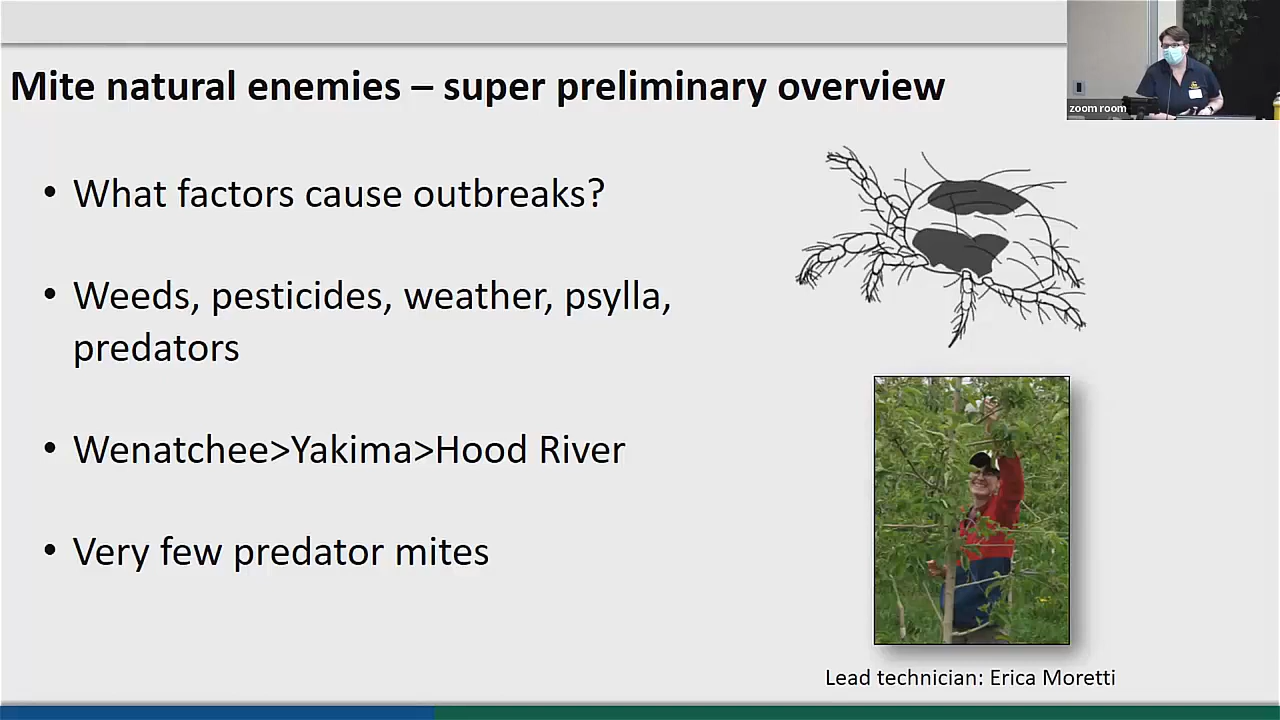 Mite natural enemies – super preliminary overview
zoom room
• What factors cause outbreaks?
• Weeds, pesticides, weather, psylla,
predators
• Wenatchee>Yakima>Hood River
• Very few predator mites
Lead technician: Erica Moretti